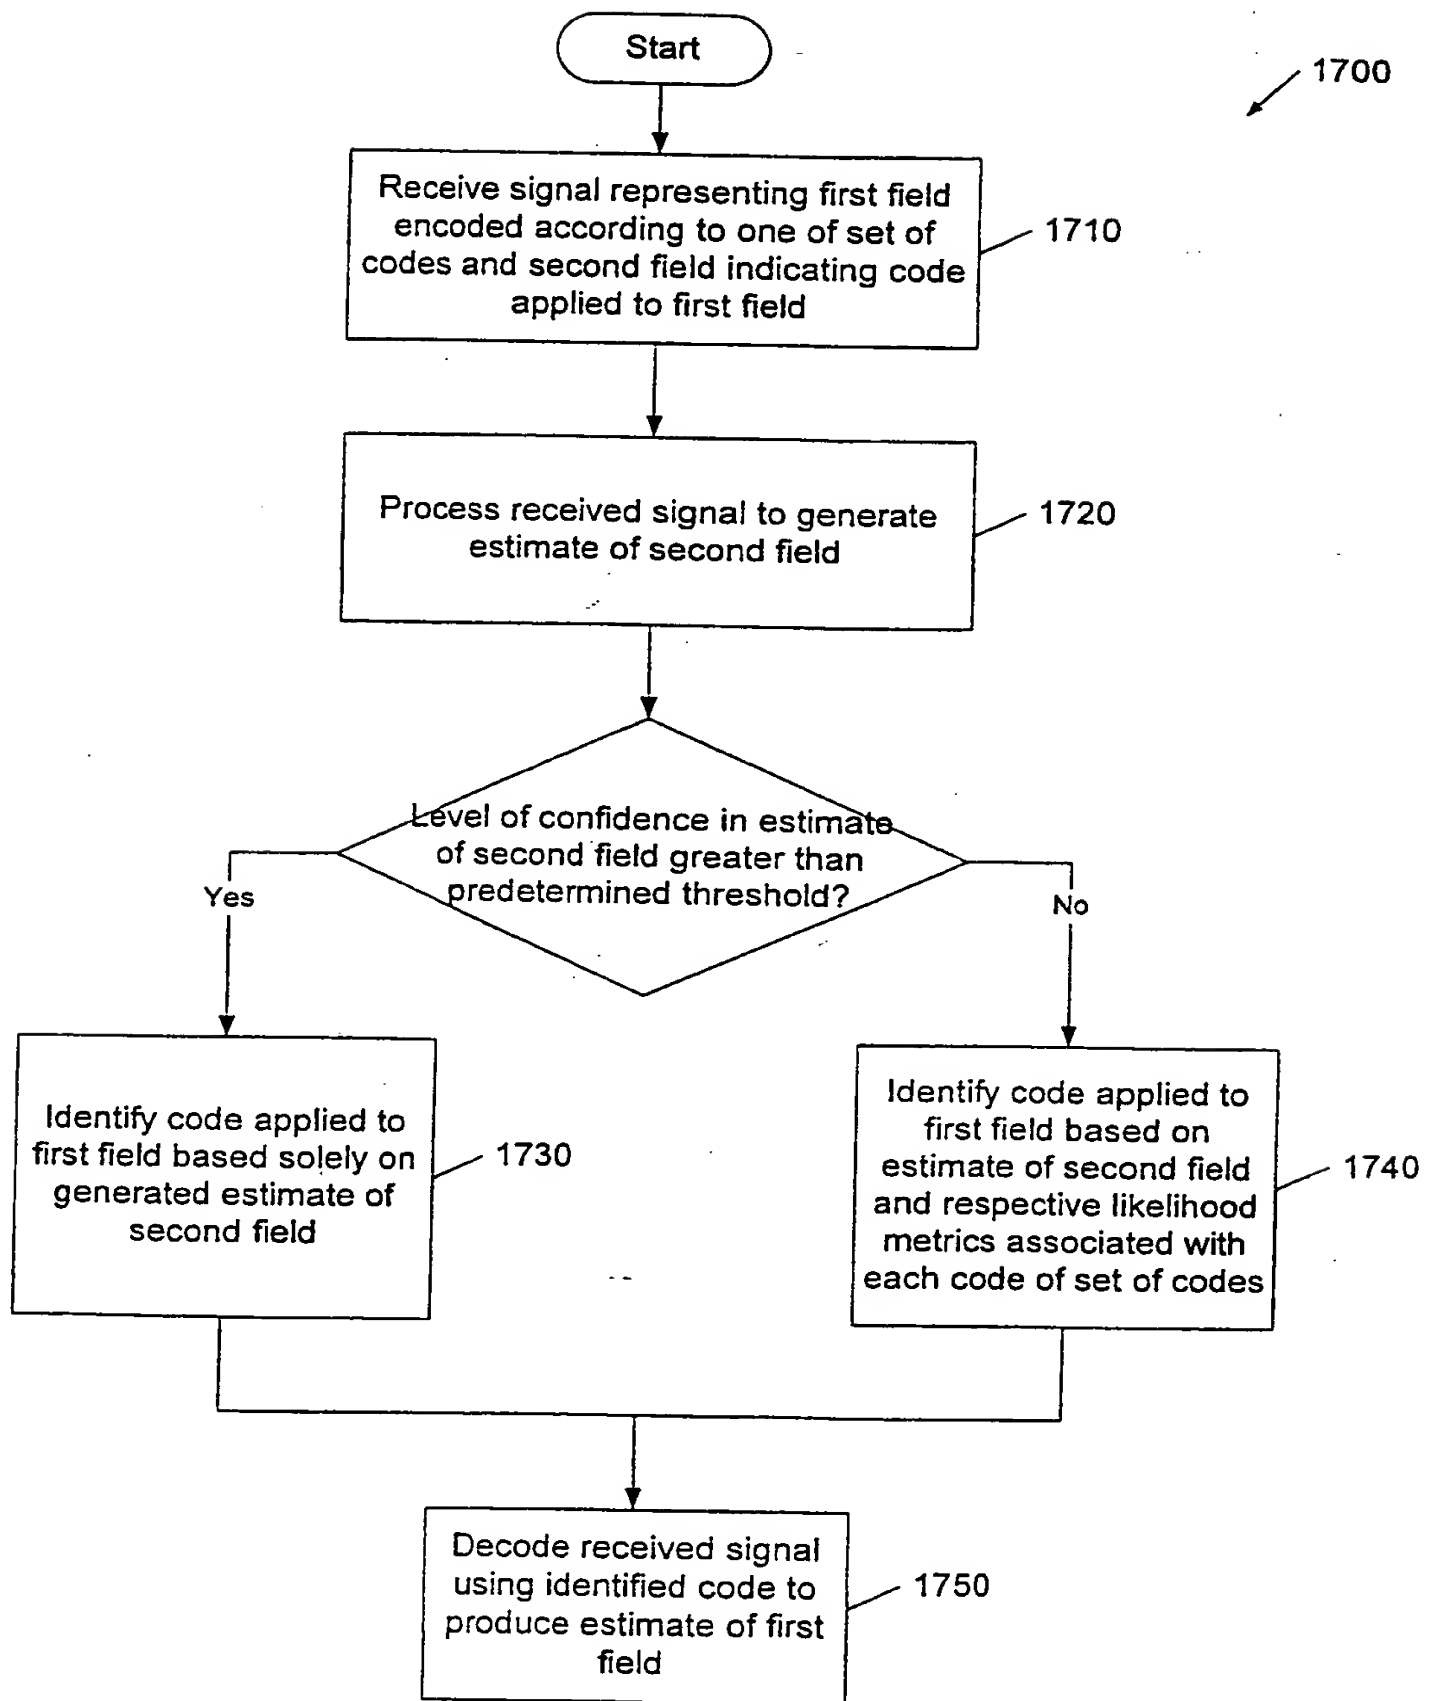 Start
1700
Receive signal representing first field
encoded according to one of set of
codes and second field indicating code
applied to first field
1710
Process received signal to generate
estimate of second field
1720
Level of confidence in estimate
of second field greater than
predetermined threshold?
Yes
No
Identify code applied to
first field based solely on
generated estimate of
second field
1730
Identify code applied to
first field based on
estimate of second field
and respective likelihood
metrics associated with
each code of set of codes
1740
Decode received signal
using identified code to
produce estimate of first
field
1750